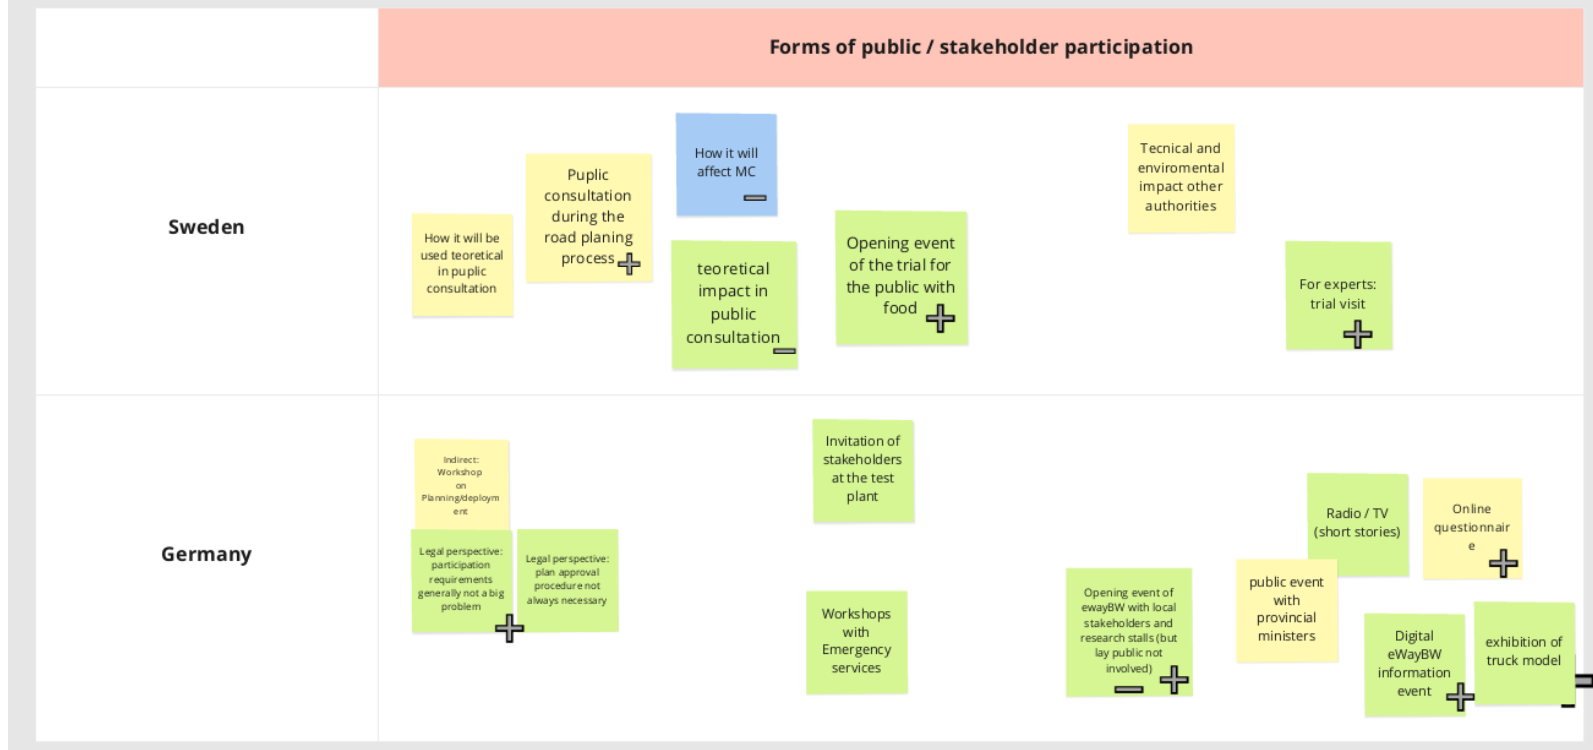 Forms of public / stakeholder participation
Sweden
How it will be
used teoretical
in puplic
consultation
Puplic
consultation
during the
road planing
process
How it will
affect MC
teoretical
impact in
public
consultation
Opening event
of the trial for
the public with
food
Tecnical and
enviromental
impact other
authorities
For experts:
trial visit
Germany
Indirect:
Workshop
on
Planning/deploym
ent
Legal perspective:
participation
requirements
generally not a big
problem
Legal perspective:
plan approval
procedure not
always necessary
Invitation of
stakeholders
at the test
plant
Workshops
with
Emergency
services
Opening event of
ewayBW with local
stakeholders and
research stalls (but
lay public not
involved)
Radio / TV
(short stories)
Online
questionnair
e
public event
with
provincial
ministers
Digital
eWayBW
information
event
exhibition of
truck model